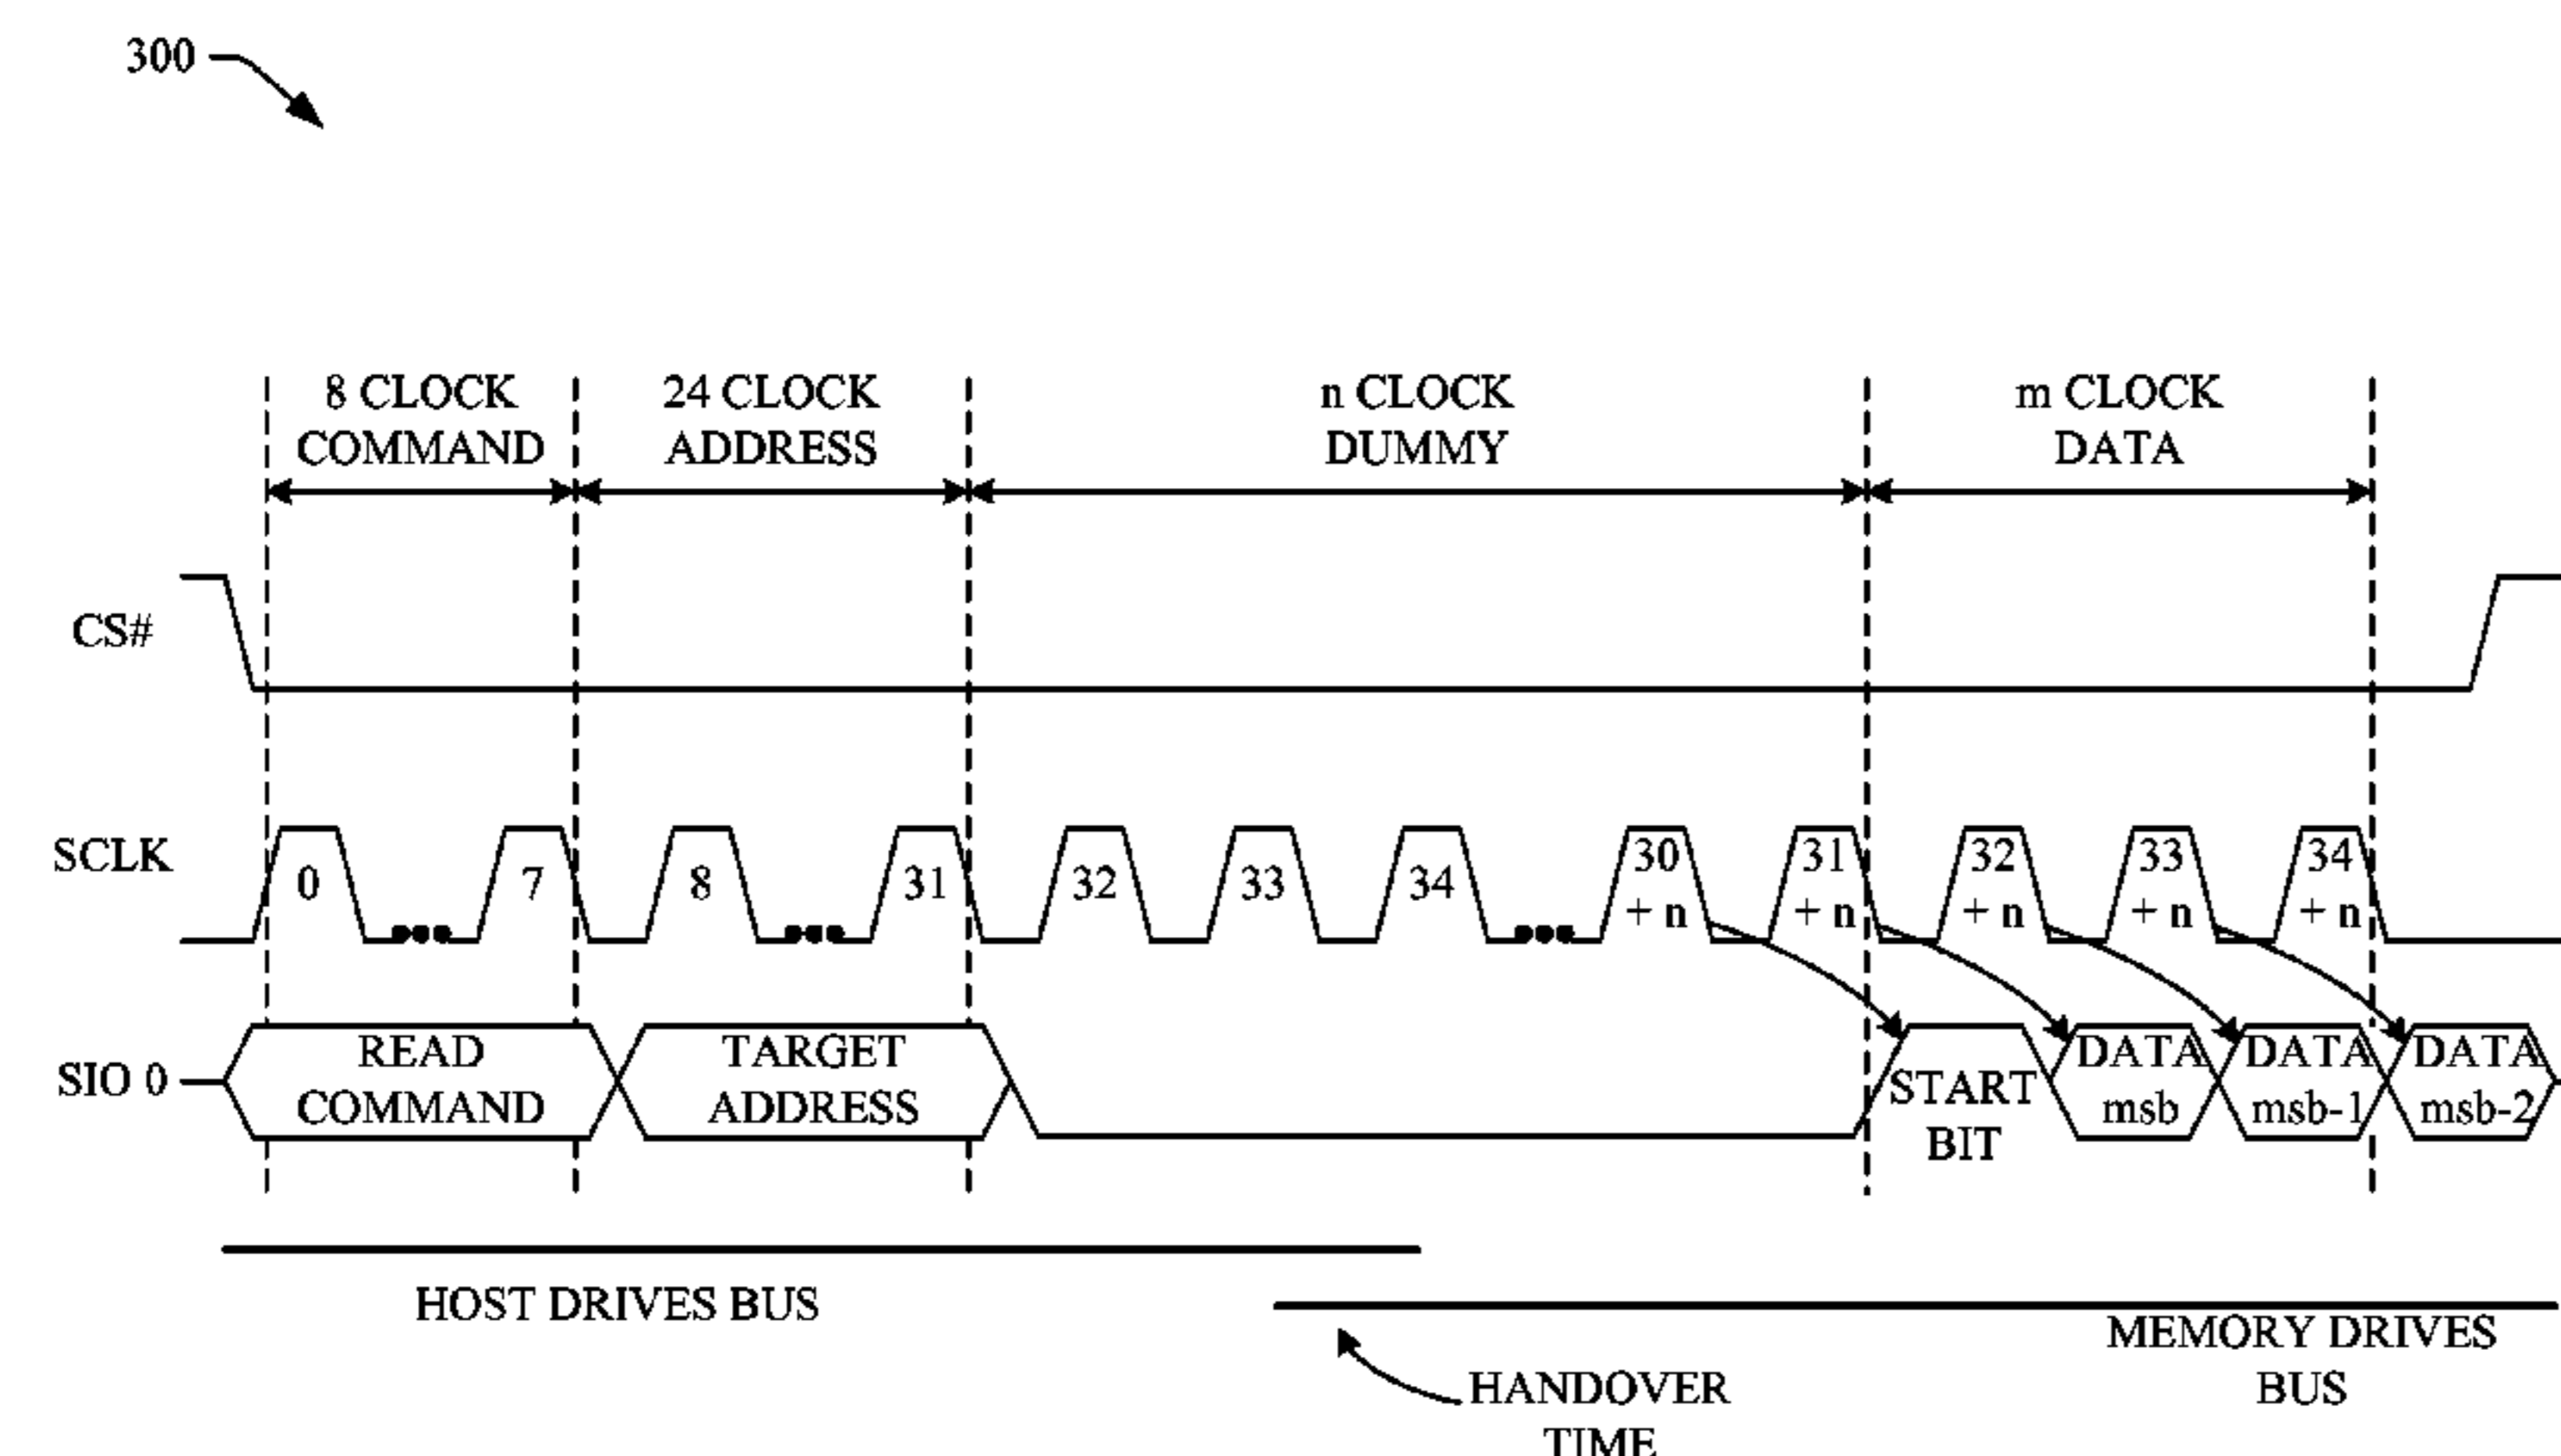 300
8 CLOCK
COMMAND
24 CLOCK
ADDRESS
n CLOCK
DUMMY
m CLOCK
DATA
CS#
SCLK
0
7
8
31
32
33
34
30
+ n
31
+ n
32
+ n
33
+ n
34
+ n
SIO 0
READ
COMMAND
TARGET
ADDRESS
START
BIT
DATA
msb
DATA
msb-1
DATA
msb-2
HOST DRIVES BUS
MEMORY DRIVES
BUS
HANDOVER
TIME